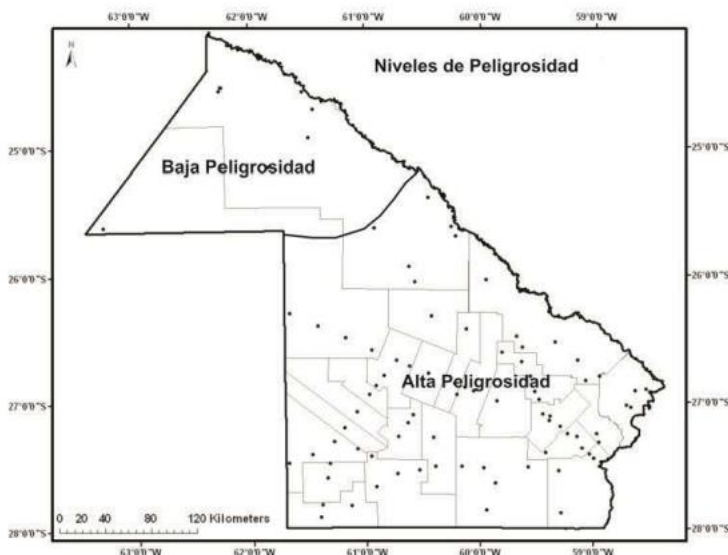 63°0'0"W 62°0'0"W 61°0'0"W 60°0'0"W 59°0'0"W
N
Niveles de Peligrosidad
25°0'0"S 25°0'0"S
Baja Peligrosidad
26°0'0"S 26°0'0"S
Alta Peligrosidad
27°0'0"S 27°0'0"S
0 20 40 80 120 Kilometers
28°0'0"S 28°0'0"S
63°0'0"W 62°0'0"W 61°0'0"W 60°0'0"W 59°0'0"W